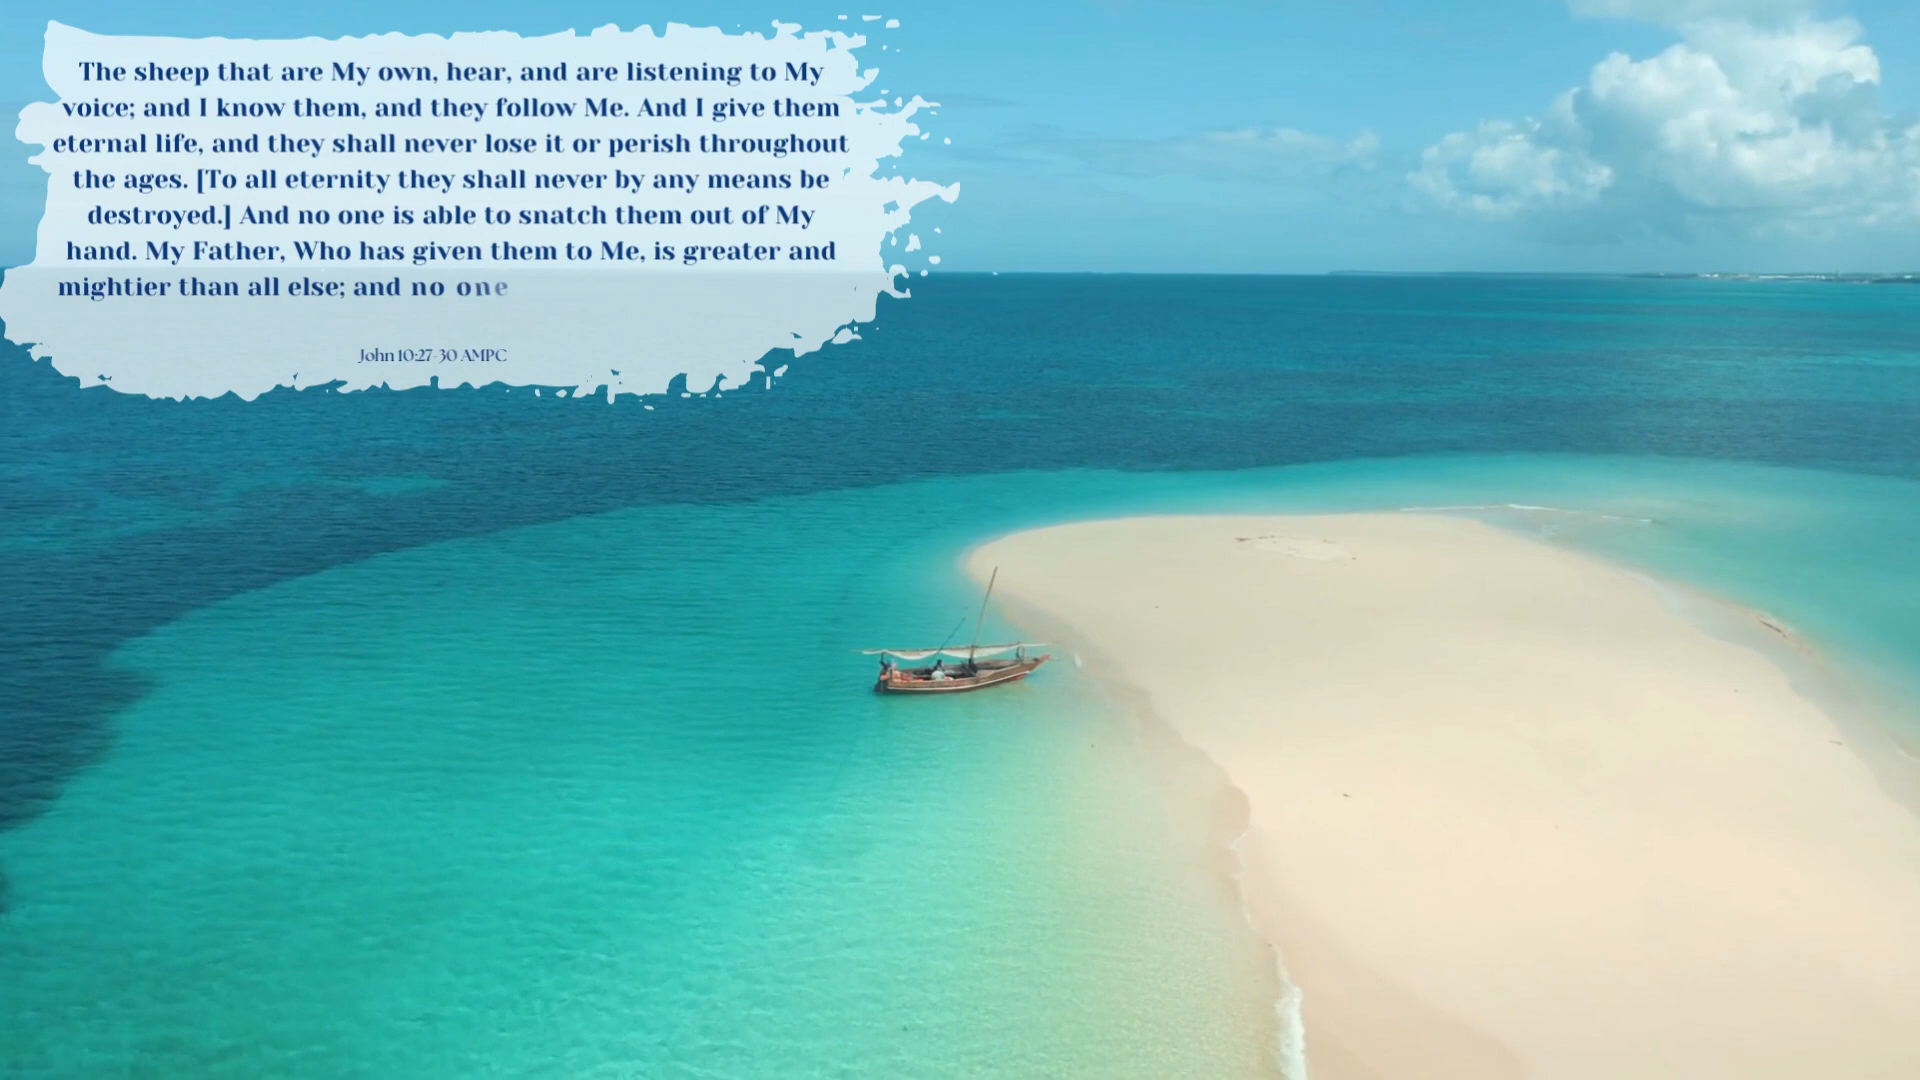 The sheep that are My own, hear, and are listening to My
voice; and I know them, and they follow Me. And I give them
eternal life, and they shall never lose it or perish throughout
the ages. [To all eternity they shall never by any means be
destroyed.] And no one is able to snatch them out of My
hand. My Father, Who has given them to Me, is greater and
mightier than all else; and no one
John 10:27-30 AMPC